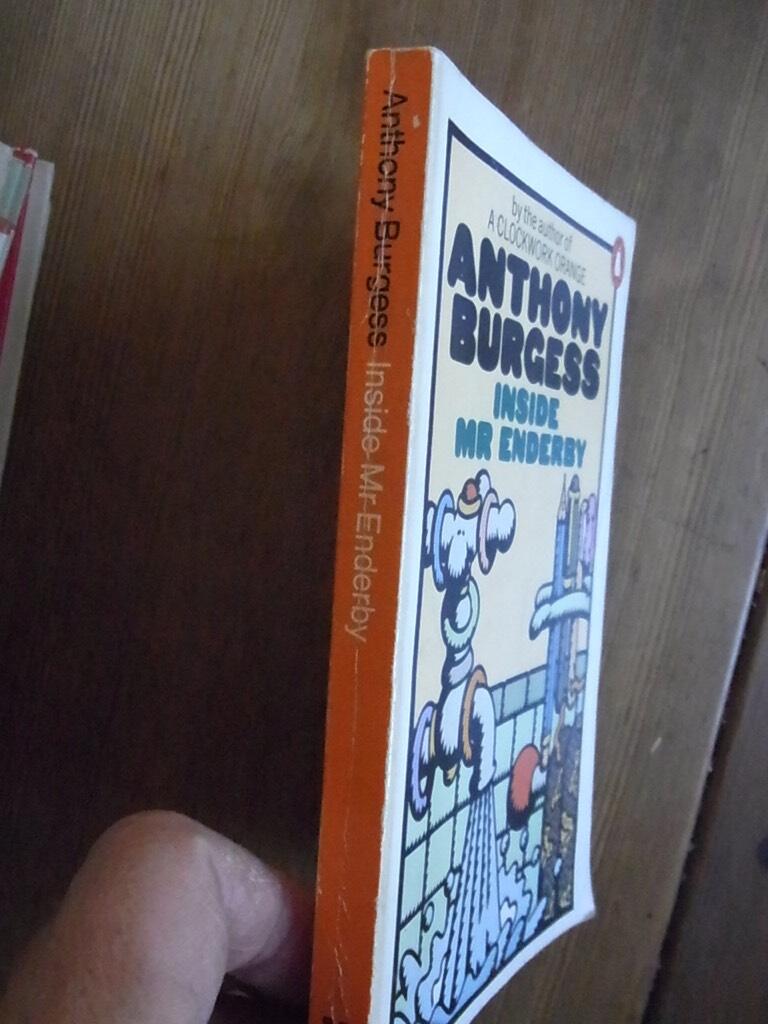 Anthony Burgess Inside Mr Enderby
by the author of
A CLOCKWORK ORANGE
ANTHONY
BURGESS
INSIDE
MR ENDERBY